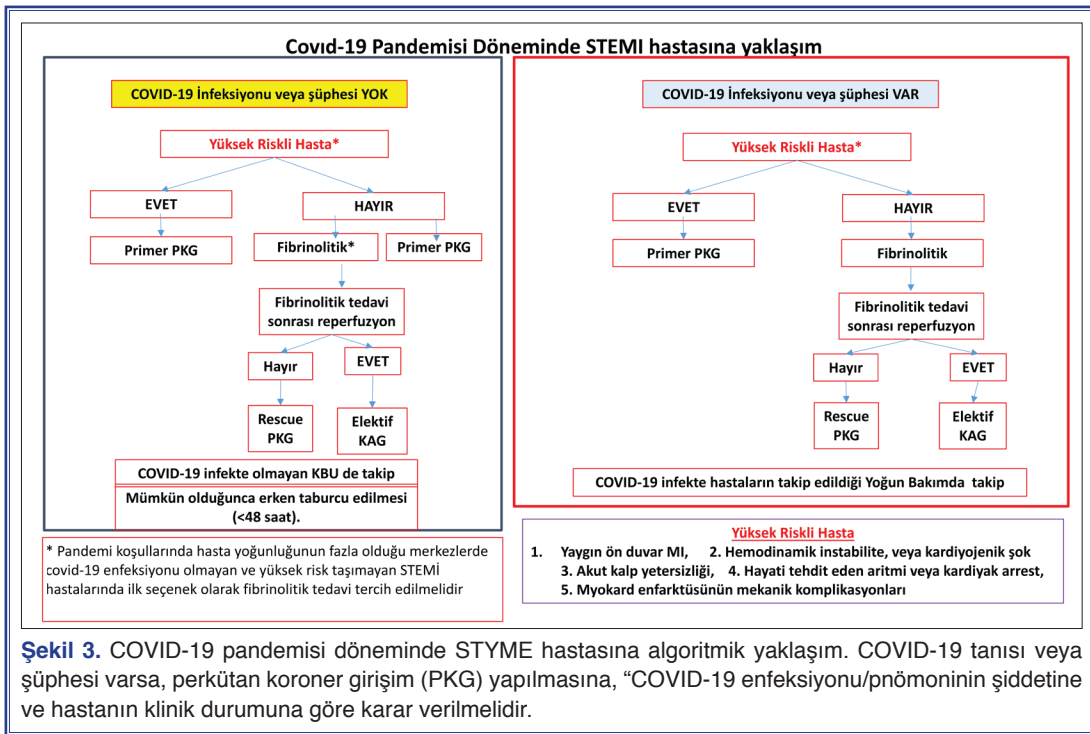 Covıd-19 Pandemisi Döneminde STEMI hastasına yaklaşım
COVID-19 İnfeksiyonu veya şüphesi YOK
Yüksek Riskli Hasta*
EVET
HAYIR
Primer PKG
Fibrinolitik*
Primer PKG
Fibrinolitik tedavi
sonrası reperfuzyon
Hayır
EVET
Rescue
PKG
Elektif
KAG
COVID-19 infekte olmayan KBU de takip
Mümkün olduğunca erken taburcu edilmesi
(<48 saat).
* Pandemi koşullarında hasta yoğunluğunun fazla olduğu merkezlerde
covid-19 enfeksiyonu olmayan ve yüksek risk taşımayan STEMİ
hastalarında ilk seçenek olarak fibrinolitik tedavi tercih edilmelidir
COVID-19 İnfeksiyonu veya şüphesi VAR
Yüksek Riskli Hasta*
EVET
HAYIR
Primer PKG
Fibrinolitik
Fibrinolitik tedavi
sonrası reperfuzyon
Hayır
EVET
Rescue
PKG
Elektif
KAG
COVID-19 infekte hastaların takip edildiği Yoğun Bakımda takip
Yüksek Riskli Hasta
1. Yaygın ön duvar MI, 2. Hemodinamik instabilite, veya kardiyojenik şok
3. Akut kalp yetersizliği, 4. Hayati tehdit eden aritmi veya kardiyak arrest,
5. Myokard enfarktüsünün mekanik komplikasyonları
Şekil 3. COVID-19 pandemisi döneminde STYME hastasına algoritmik yaklaşım. COVID-19 tanısı veya
şüphesi varsa, perkütan koroner girişim (PKG) yapılmasına, “COVID-19 enfeksiyonu/pnömoninin şiddetine
ve hastanın klinik durumuna göre karar verilmelidir.